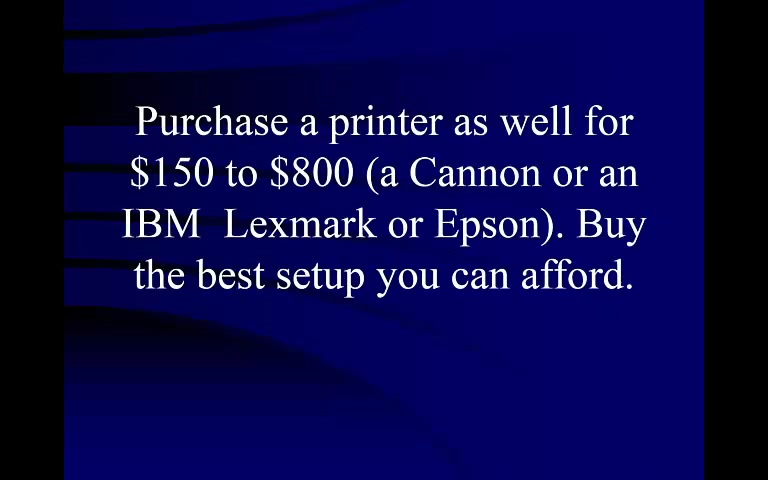 Purchase a printer as well for
$150 to $800 (a Cannon or an
IBM  Lexmark or Epson). Buy
the best setup you can afford.